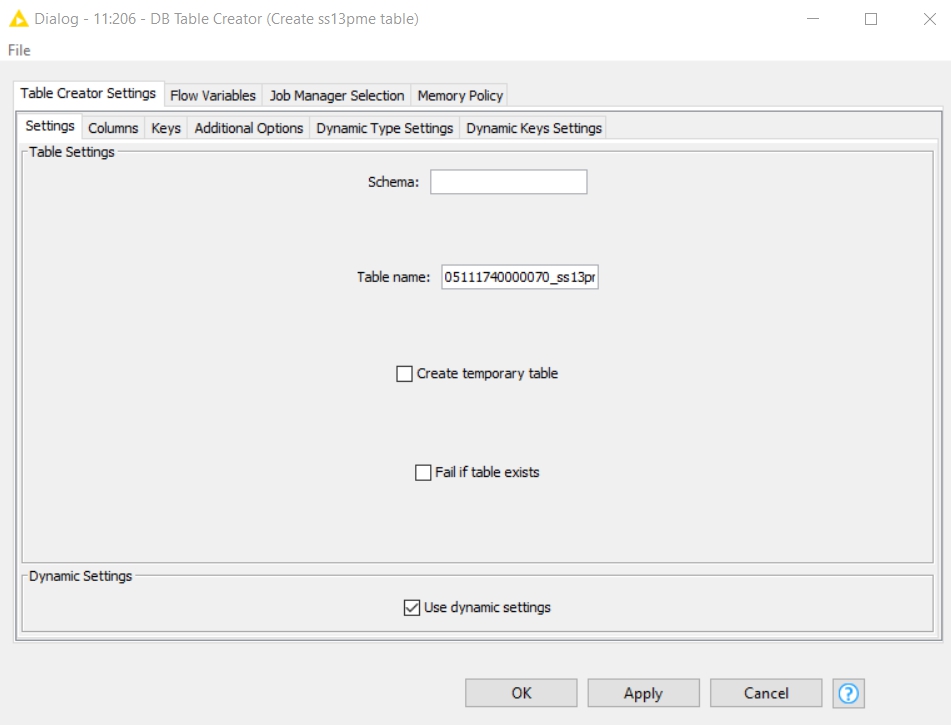 Dialog - 11:206 - DB Table Creator (Create ss13pme table)
File
Table Creator Settings Flow Variables Job Manager Selection Memory Policy
Settings Columns Keys Additional Options Dynamic Type Settings Dynamic Keys Settings
Table Settings
Schema:
Table name: 05111740000070_ss13pr
Create temporary table
Fail if table exists
Dynamic Settings
Use dynamic settings
OK Apply Cancel ?